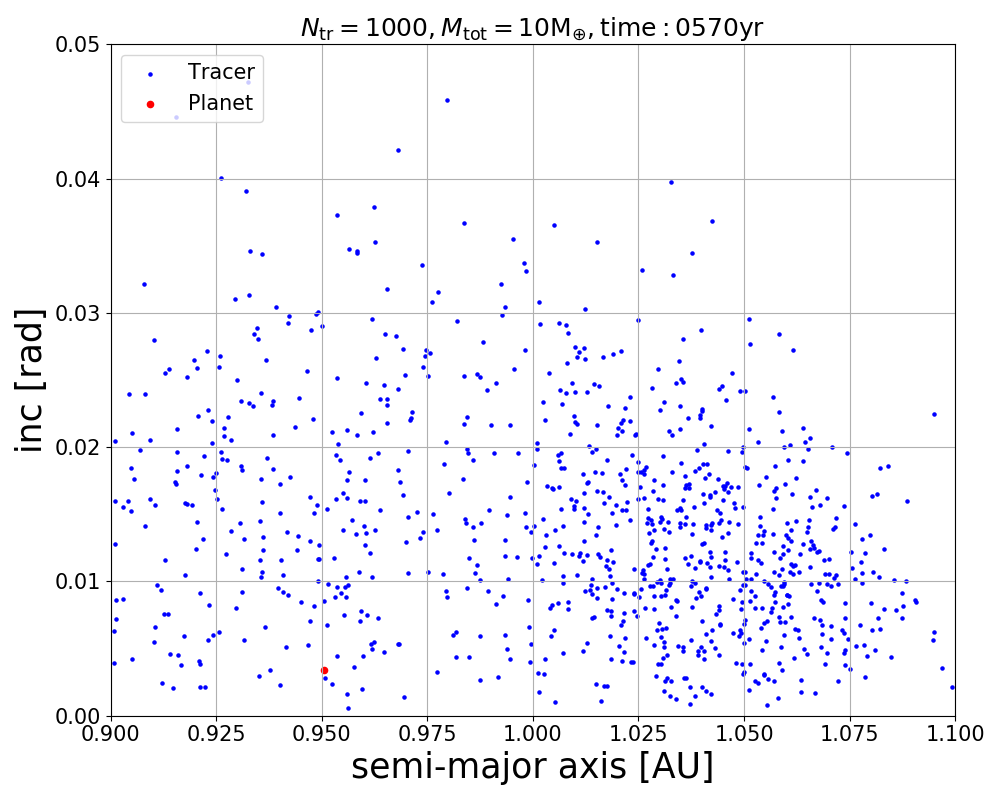 N_tr = 1000, M_tot = 10M_⊕, time : 0570yr
Tracer
Planet
0.05
0.04
0.03
0.02
0.01
0.00
inc [rad]
0.900 0.925 0.950 0.975 1.000 1.025 1.050 1.075 1.100
semi-major axis [AU]